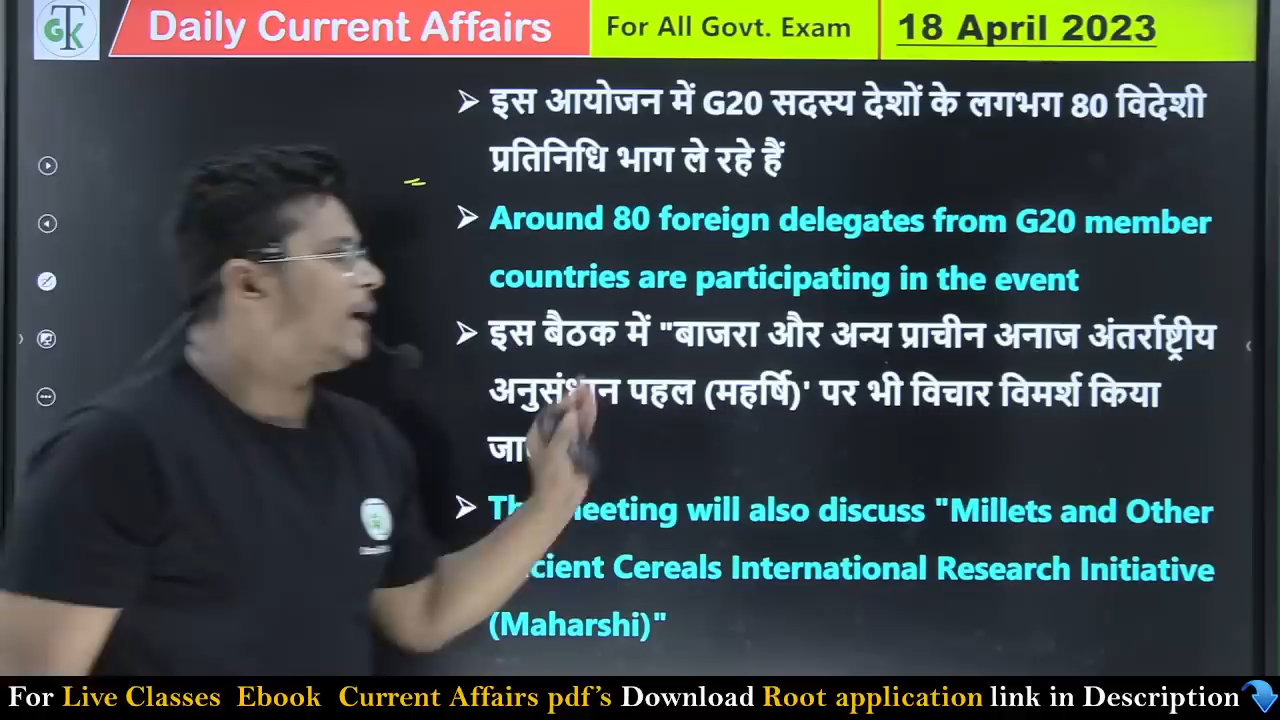 GTK
Daily Current Affairs
For All Govt. Exam
18 April 2023
➢ इस आयोजन में G20 सदस्य देशों के लगभग 80 विदेशी
प्रतिनिधि भाग ले रहे हैं
➢ Around 80 foreign delegates from G20 member
countries are participating in the event
➢ इस बैठक में "बाजरा और अन्य प्राचीन अनाज अंतर्राष्ट्रीय
पहल (महर्षि)' पर भी विचार विमर्श किया
➢ will also discuss "Millets and Other
Cereals International Research Initiative
(Maharshi)"
For Live Classes Ebook Current Affairs pdf's Download Root application link in Description